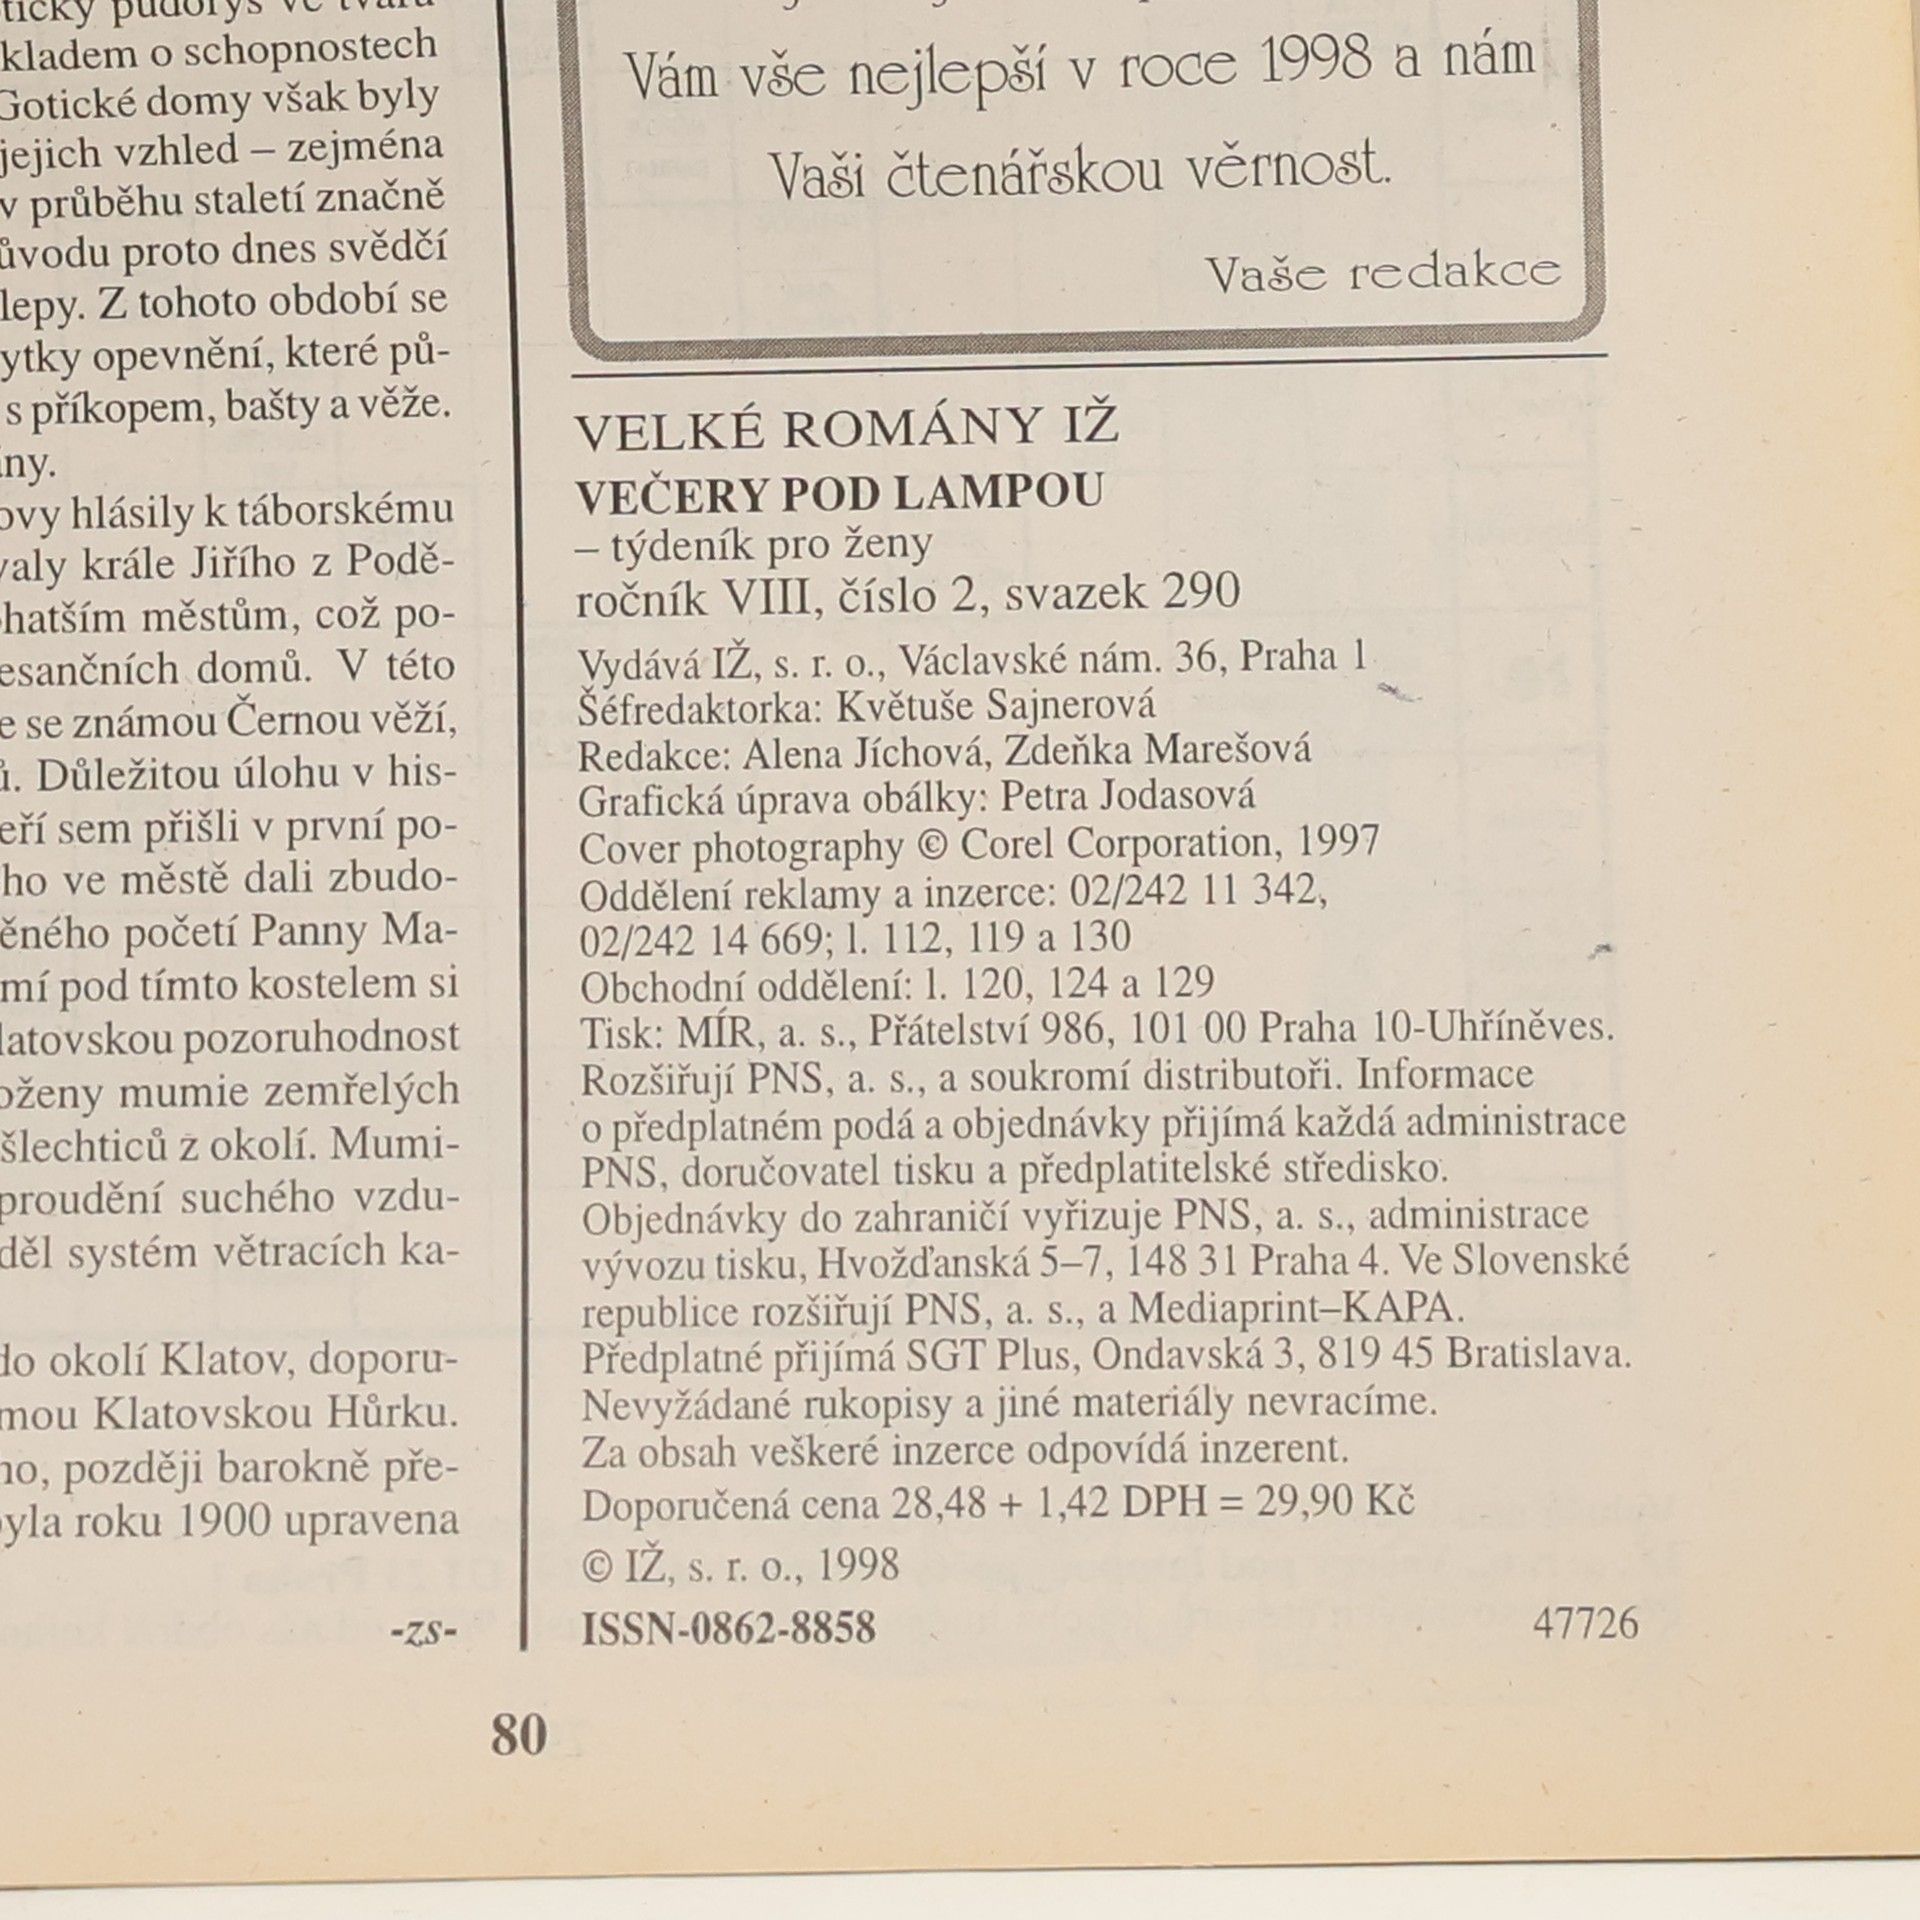 kladem o schopnostech
Gotické domy však byly
jejich vzhled – zejména
v průběhu staletí značně
ůvodu proto dnes svědčí
lepy. Z tohoto období se
ytky opevnění, které pů-
s příkopem, bašty a věže.
ny.
ovy hlásily k táborskému
valy krále Jiřího z Podě-
hatším městům, což po-
esančních domů. V této
e se známou Černou věží,
ů. Důležitou úlohu v his-
eří sem přišli v první po-
ho ve městě dali zbudo-
ěného početí Panny Ma-
mí pod tímto kostelem si
latovskou pozoruhodnost
oženy mumie zemřelých
šlechticů z okolí. Mumi-
proudění suchého vzdu-
děl systém větracích ka-
do okolí Klatov, doporu-
mou Klatovskou Hůrku.
ho, později barokně pře-
byla roku 1900 upravena
-zs-
Vám vše nejlepší v roce 1998 a nám
Vaši čtenářskou věrnost.
Vaše redakce
VELKÉ ROMÁNY IŽ
VEČERY POD LAMPOU
– týdeník pro ženy
ročník VIII, číslo 2, svazek 290
Vydává IŽ, s. r. o., Václavské nám. 36, Praha 1
Šéfredaktorka: Květuše Sajnerová
Redakce: Alena Jíchová, Zdeňka Marešová
Grafická úprava obálky: Petra Jodasová
Cover photography © Corel Corporation, 1997
Oddělení reklamy a inzerce: 02/242 11 342,
02/242 14 669; l. 112, 119 a 130
Obchodní oddělení: l. 120, 124 a 129
Tisk: MÍR, a. s., Přátelství 986, 101 00 Praha 10-Uhříněves.
Rozšiřují PNS, a. s., a soukromí distributoři. Informace
o předplatném podá a objednávky přijímá každá administrace
PNS, doručovatel tisku a předplatitelské středisko.
Objednávky do zahraničí vyřizuje PNS, a. s., administrace
vývozu tisku, Hvožďanská 5–7, 148 31 Praha 4. Ve Slovenské
republice rozšiřují PNS, a. s., a Mediaprint–KAPA.
Předplatné přijímá SGT Plus, Ondavská 3, 819 45 Bratislava.
Nevyžádané rukopisy a jiné materiály nevracíme.
Za obsah veškeré inzerce odpovídá inzerent.
Doporučená cena 28,48 + 1,42 DPH = 29,90 Kč
© IŽ, s. r. o., 1998
ISSN-0862-8858 47726
80